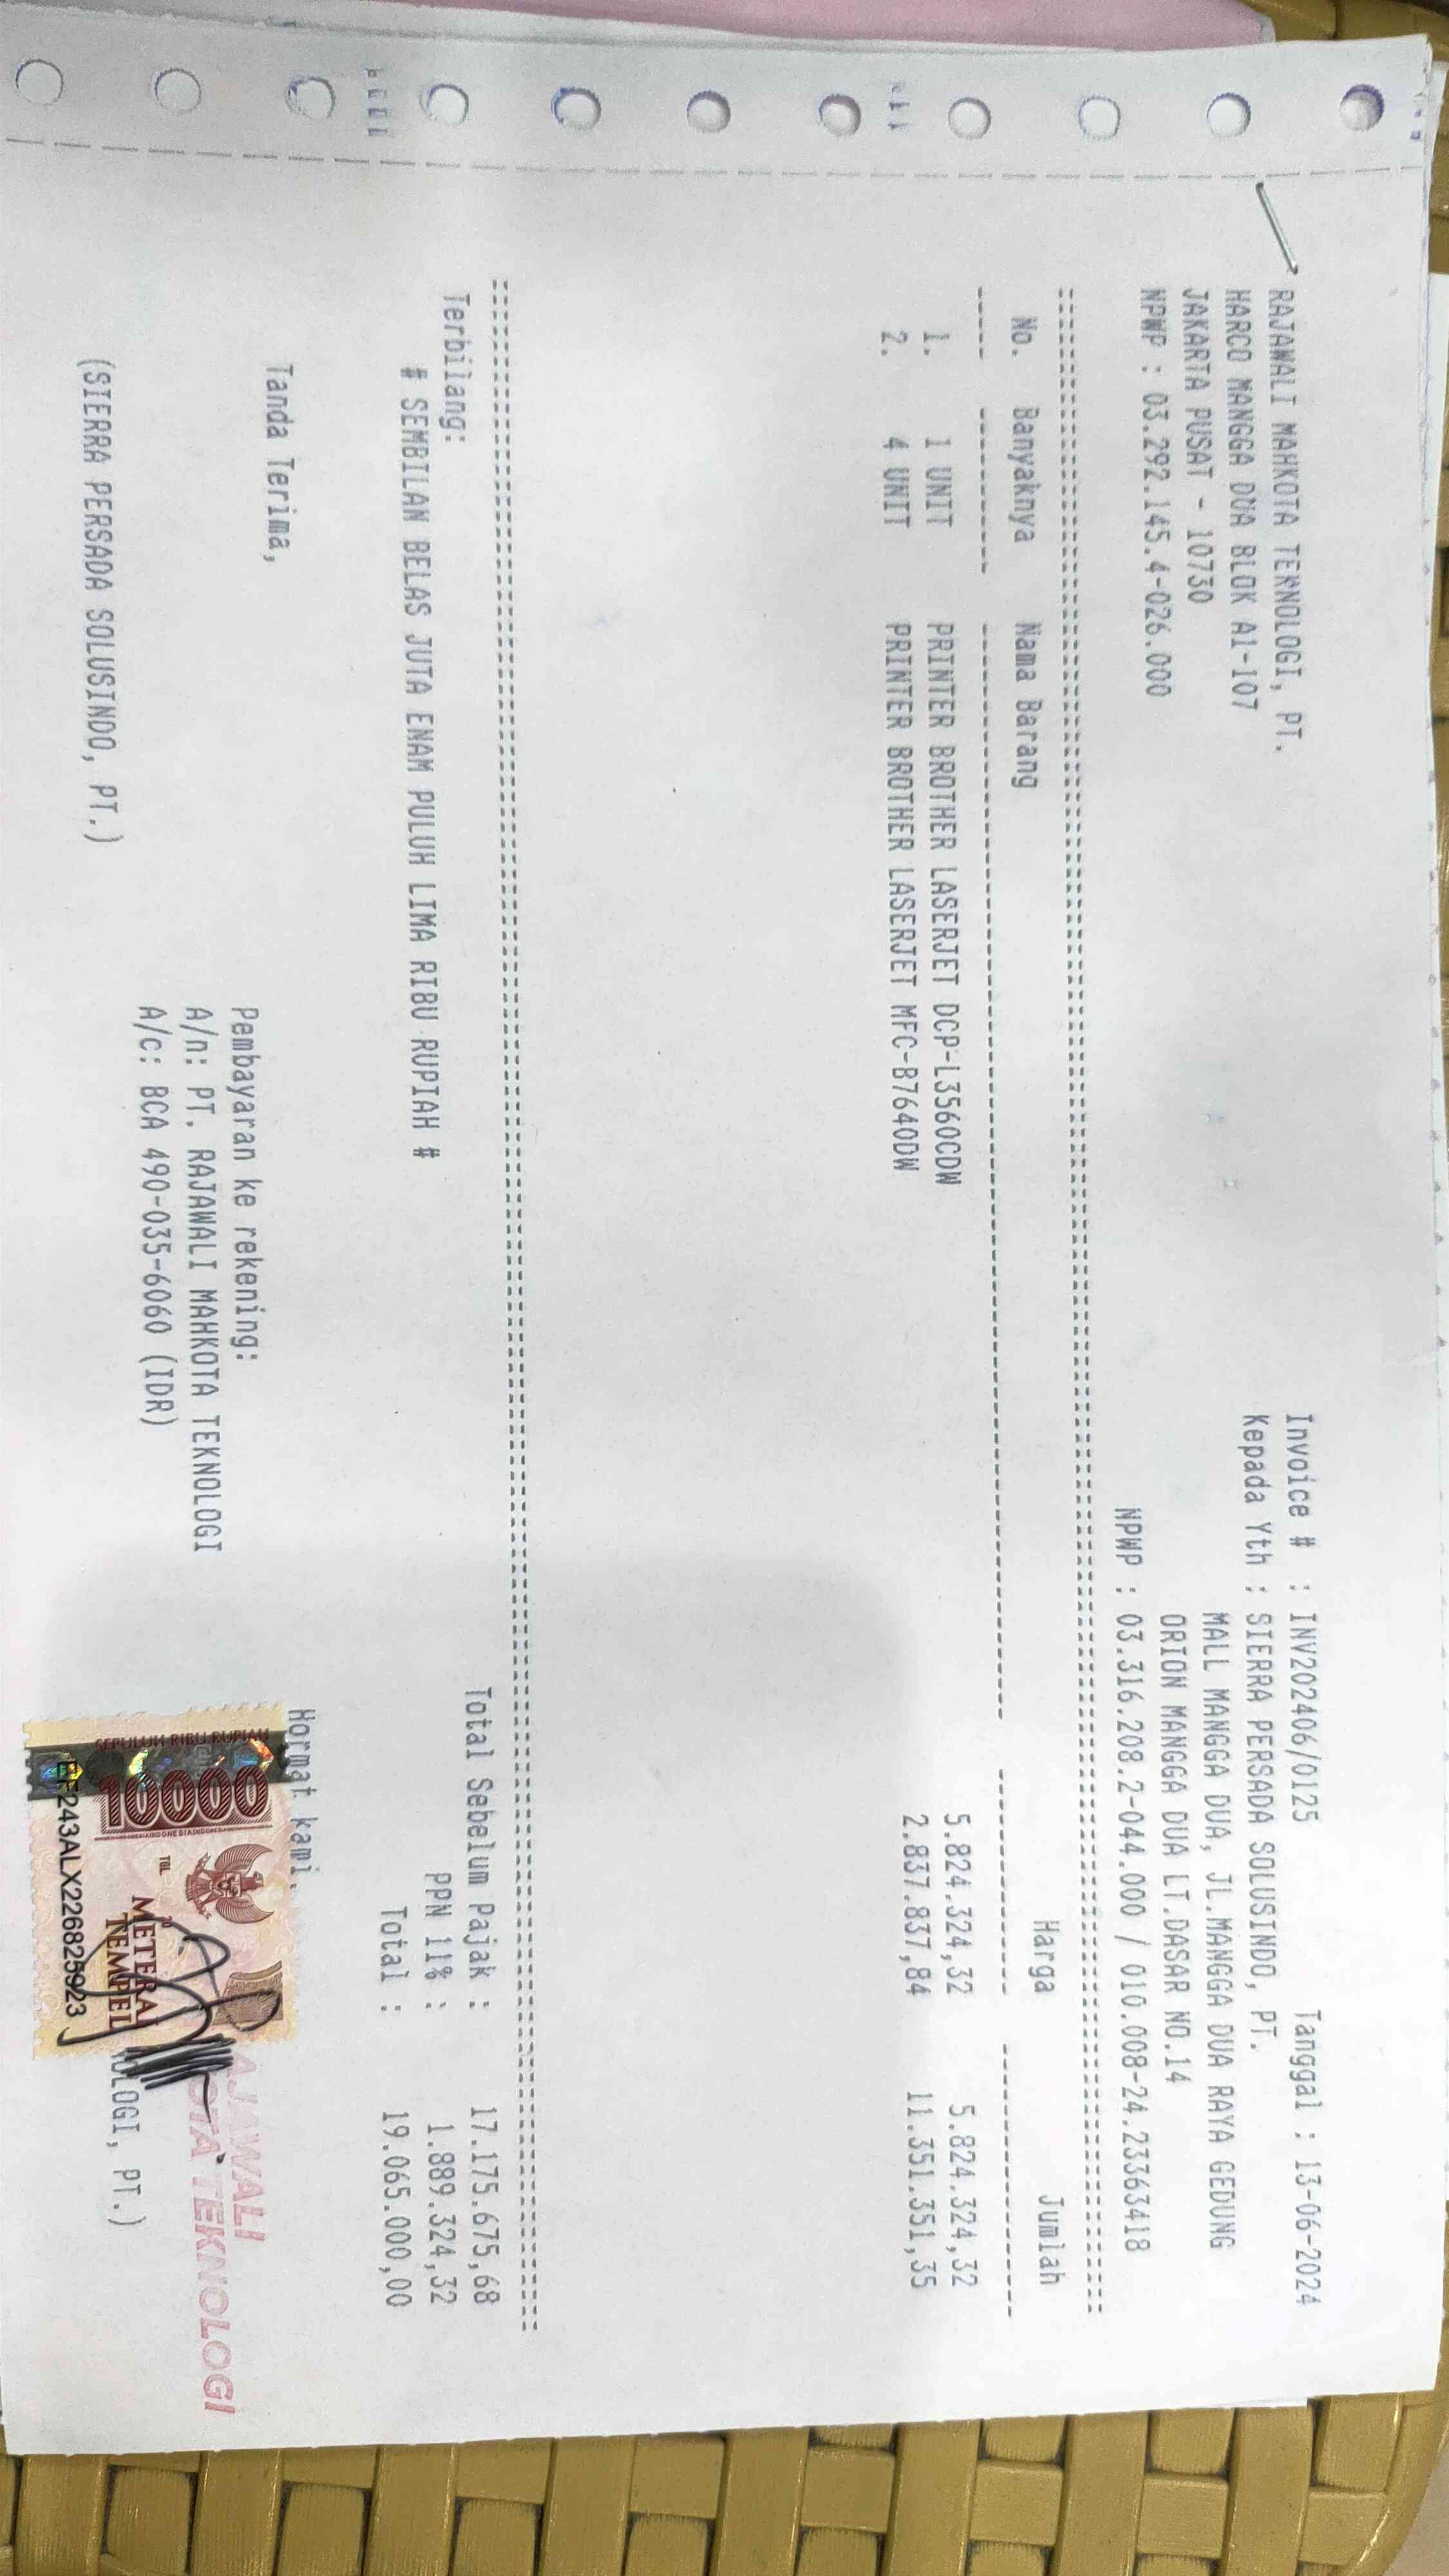 RAJAWALI MAHKOTA TEKNOLOGI, PT.
HARCO MANGGA DUA BLOK A1-107
JAKARTA PUSAT - 10730
NPWP : 03.292.145.4-026.000
Invoice # : INV202406/0125 Tanggal : 13-06-2024
Kepada Yth : SIERRA PERSADA SOLUSINDO, PT.
MALL MANGGA DUA, JL.MANGGA DUA RAYA GEDUNG
ORION MANGGA DUA LT.DASAR NO.14
NPWP : 03.316.208.2-044.000 / 010.008-24.23363418
No. Banyaknya Nama Barang Harga Jumlah
1. 1 UNIT PRINTER BROTHER LASERJET DCP-L3560CDW 5.824.324,32 5.824.324,32
2. 4 UNIT PRINTER BROTHER LASERJET MFC-B7640DW 2.837.837,84 11.351.351,35
Terbilang:
# SEMBILAN BELAS JUTA ENAM PULUH LIMA RIBU RUPIAH #
Total Sebelum Pajak : 17.175.675,68
PPN 11% : 1.889.324,32
Total : 19.065.000,00
Tanda Terima,
(SIERRA PERSADA SOLUSINDO, PT.)
Pembayaran ke rekening:
A/n: PT. RAJAWALI MAHKOTA TEKNOLOGI
A/c: BCA 490-035-6060 (IDR)
Hormat kami,
SEPULUH RIBU RUPIAH
10000
TGL 20
METERAI
TEMPEL
EF243ALX226825923
AJAWALI
OTA TEKNOLOGI
OLOGI, PT.)